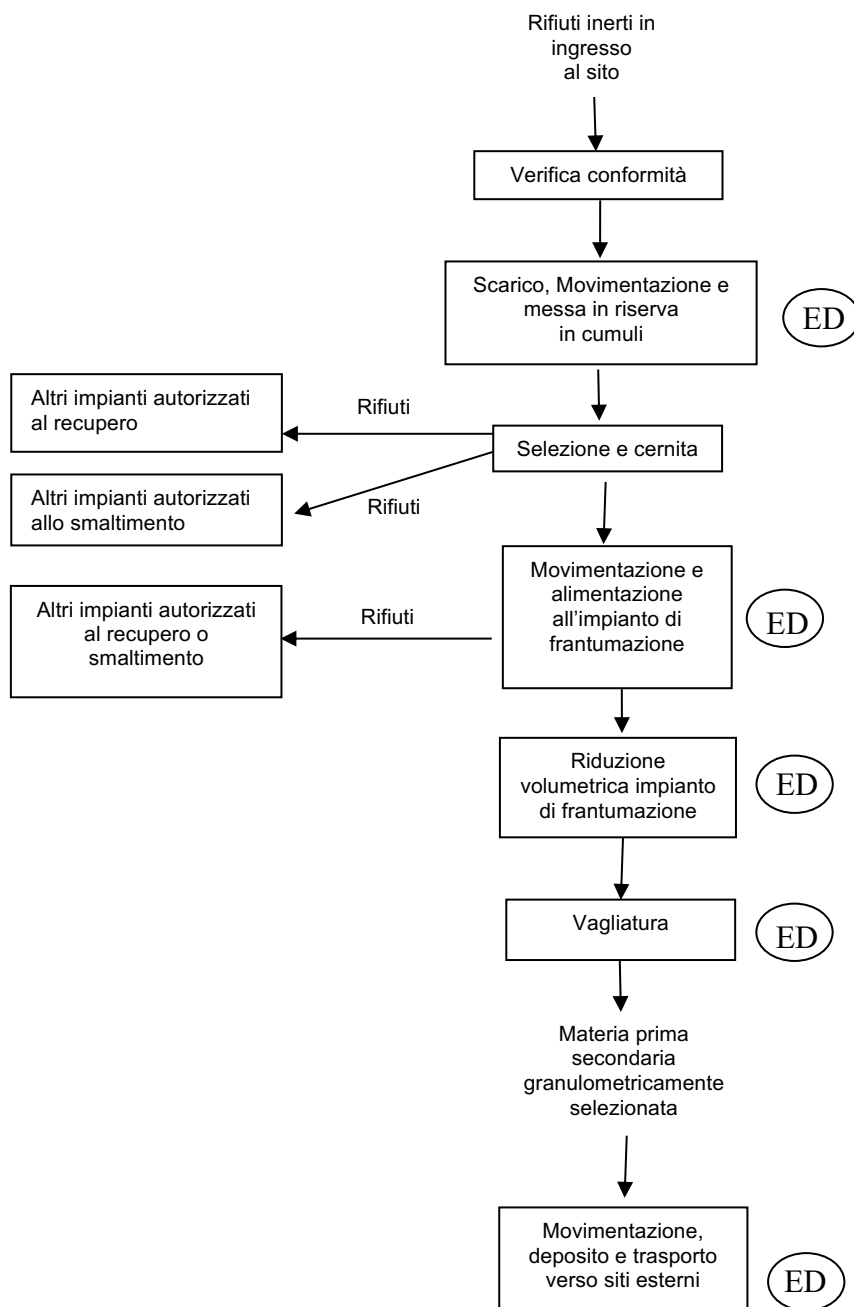 Rifiuti inerti in
ingresso
al sito
Verifica conformità
Scarico, Movimentazione e
messa in riserva
in cumuli
ED
Altri impianti autorizzati
al recupero
Rifiuti
Selezione e cernita
Altri impianti autorizzati
allo smaltimento
Rifiuti
Movimentazione e
alimentazione
all’impianto di
frantumazione
ED
Altri impianti autorizzati
al recupero o
smaltimento
Rifiuti
Riduzione
volumetrica impianto
di frantumazione
ED
Vagliatura
ED
Materia prima
secondaria
granulometricamente
selezionata
Movimentazione,
deposito e trasporto
verso siti esterni
ED